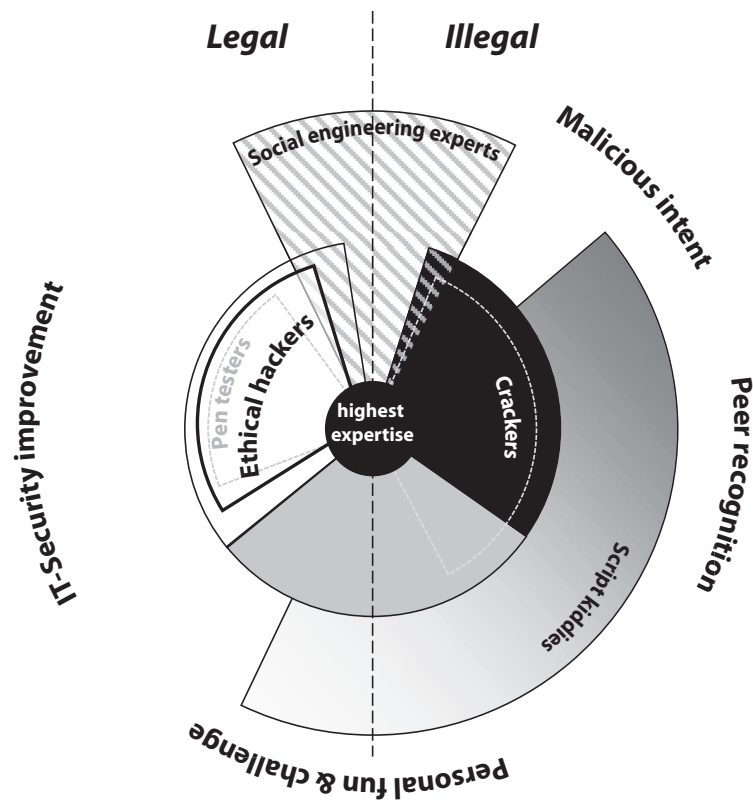 Legal
Illegal
Social engineering experts
Malicious intent
IT-Security improvement
Pen testers
Ethical hackers
highest
expertise
Crackers
Peer recognition
Script kiddies
Personal fun & challenge